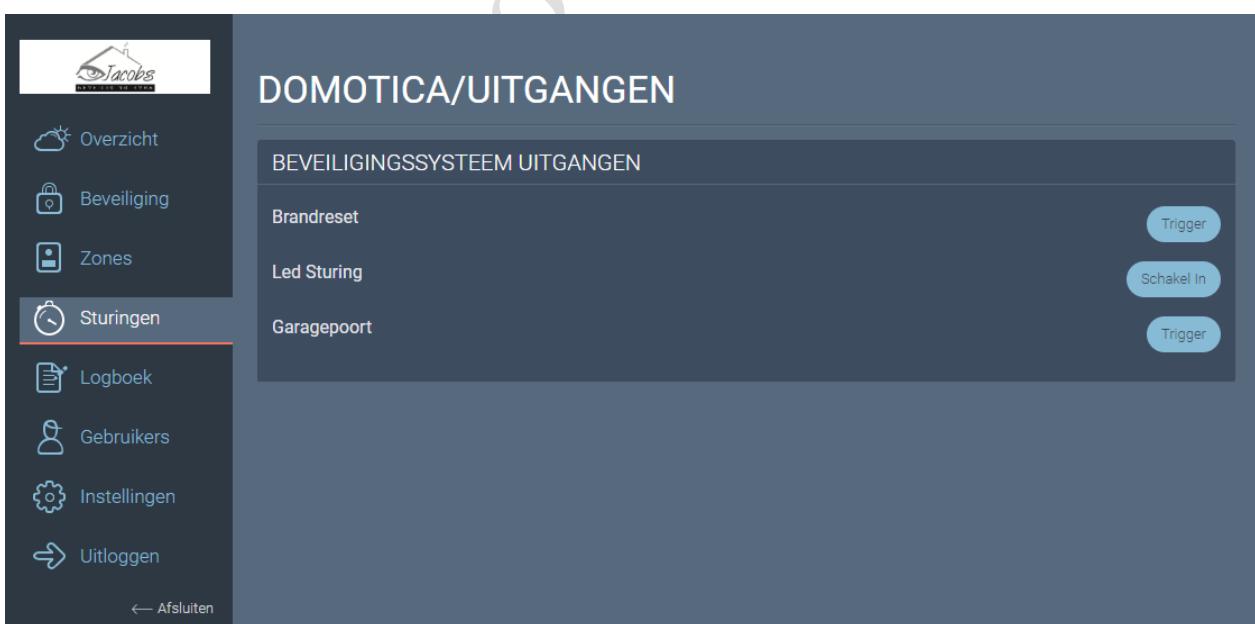 Jacobs
Overzicht
Beveiliging
Zones
Sturingen
Logboek
Gebruikers
Instellingen
Uitloggen
← Afsluiten
DOMOTICA/UITGANGEN
BEVEILIGINGSSYSTEEM UITGANGEN
Brandreset Trigger
Led Sturing Schakel In
Garagepoort Trigger